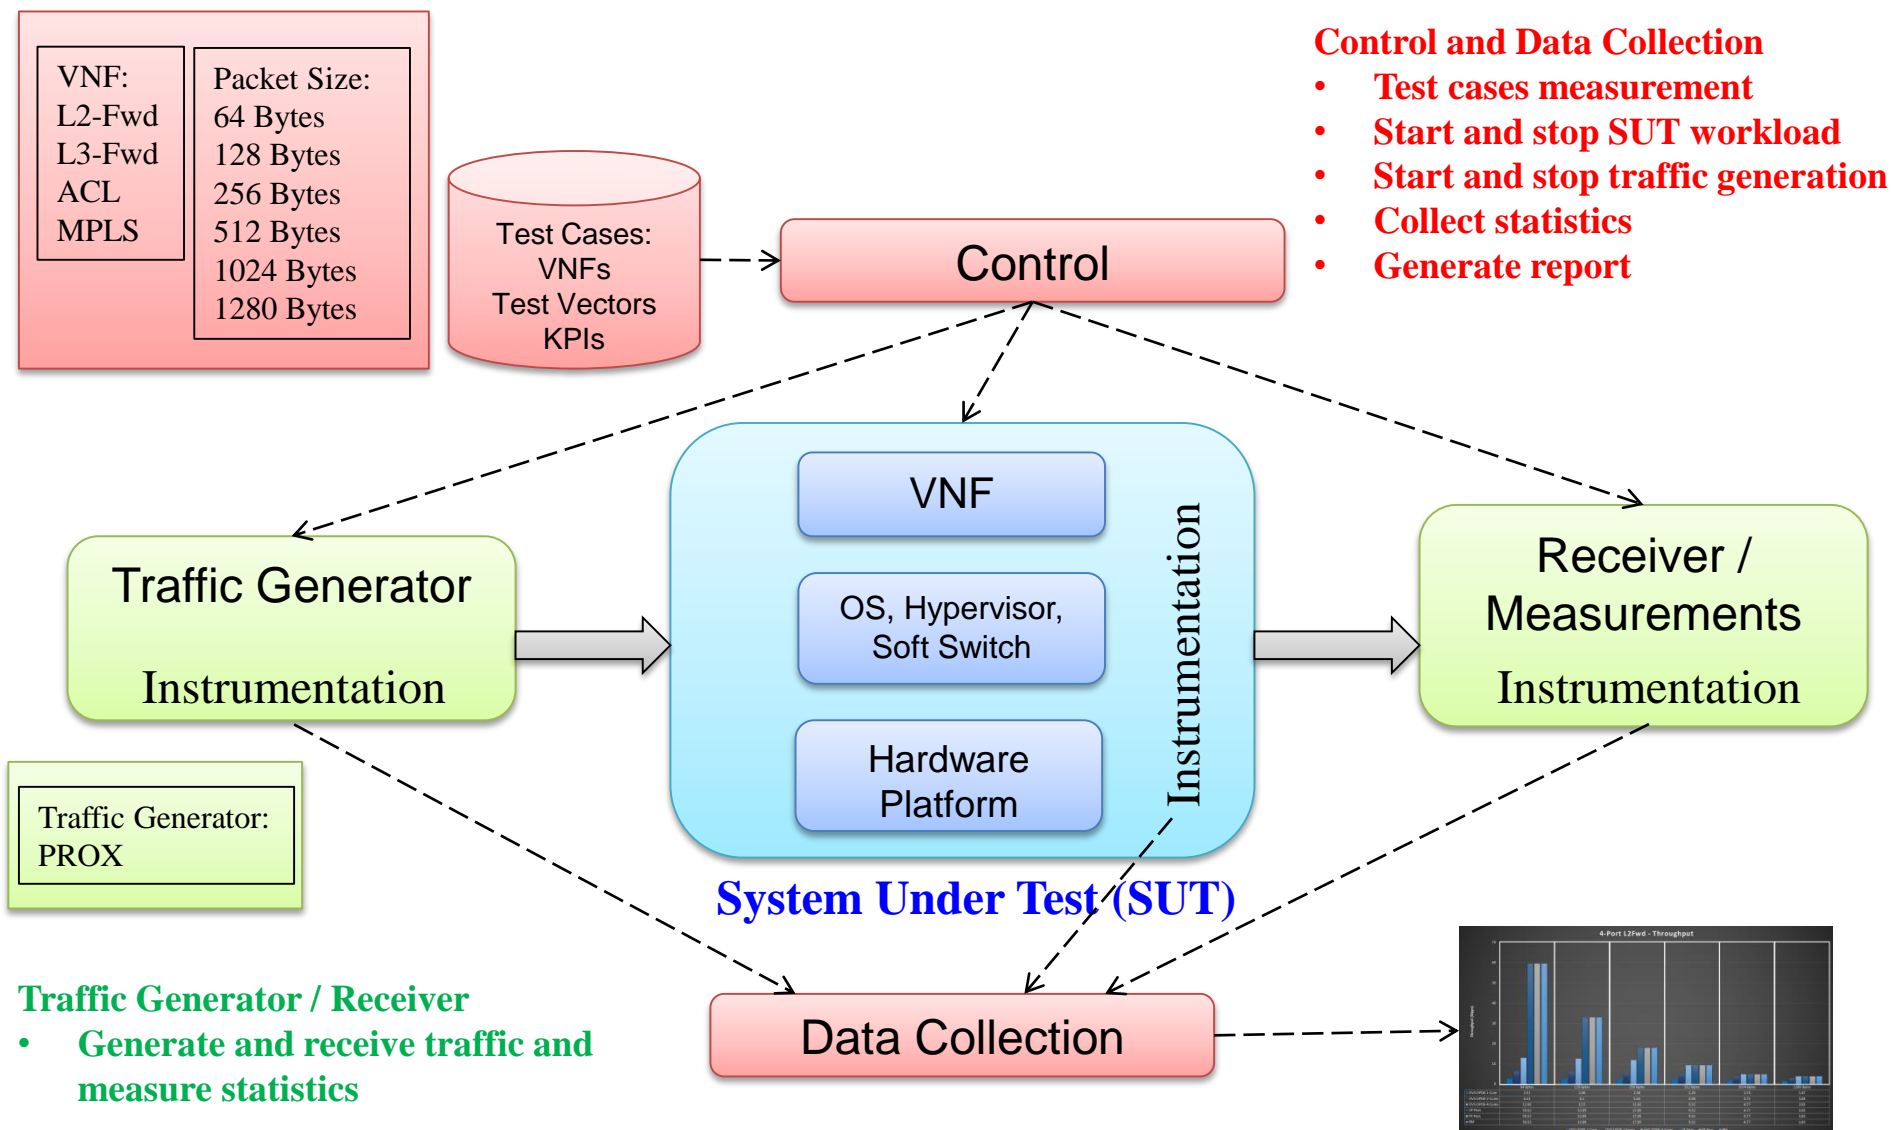 VNF:
L2-Fwd
L3-Fwd
ACL
MPLS
Packet Size:
64 Bytes
128 Bytes
256 Bytes
512 Bytes
1024 Bytes
1280 Bytes
Test Cases:
VNFs
Test Vectors
KPIs
Control
Control and Data Collection
• Test cases measurement
• Start and stop SUT workload
• Start and stop traffic generation
• Collect statistics
• Generate report
Traffic Generator
Instrumentation
VNF
OS, Hypervisor,
Soft Switch
Hardware
Platform
Instrumentation
Receiver /
Measurements
Instrumentation
Traffic Generator:
PROX
System Under Test (SUT)
Traffic Generator / Receiver
• Generate and receive traffic and
measure statistics
Data Collection
4-Port L2Fwd - Throughput